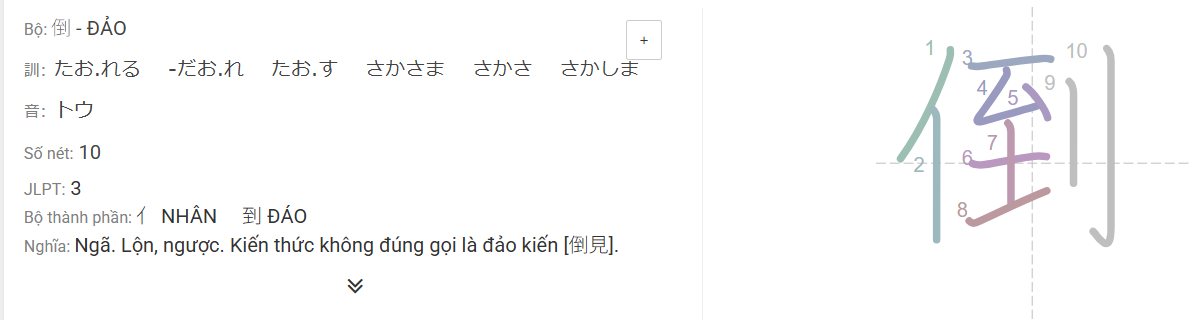 Bộ: 倒 - ĐẢO
+
訓: たお.れる -だお.れ たお.す さかさま さかさ さかしま
音: トウ
Số nét: 10
JLPT: 3
Bộ thành phần: 亻 NHÂN 到 ĐÁO
Nghĩa: Ngã. Lộn, ngược. Kiến thức không đúng gọi là đảo kiến [倒見].
倒
1
2
3
4
5
6
7
8
9
10